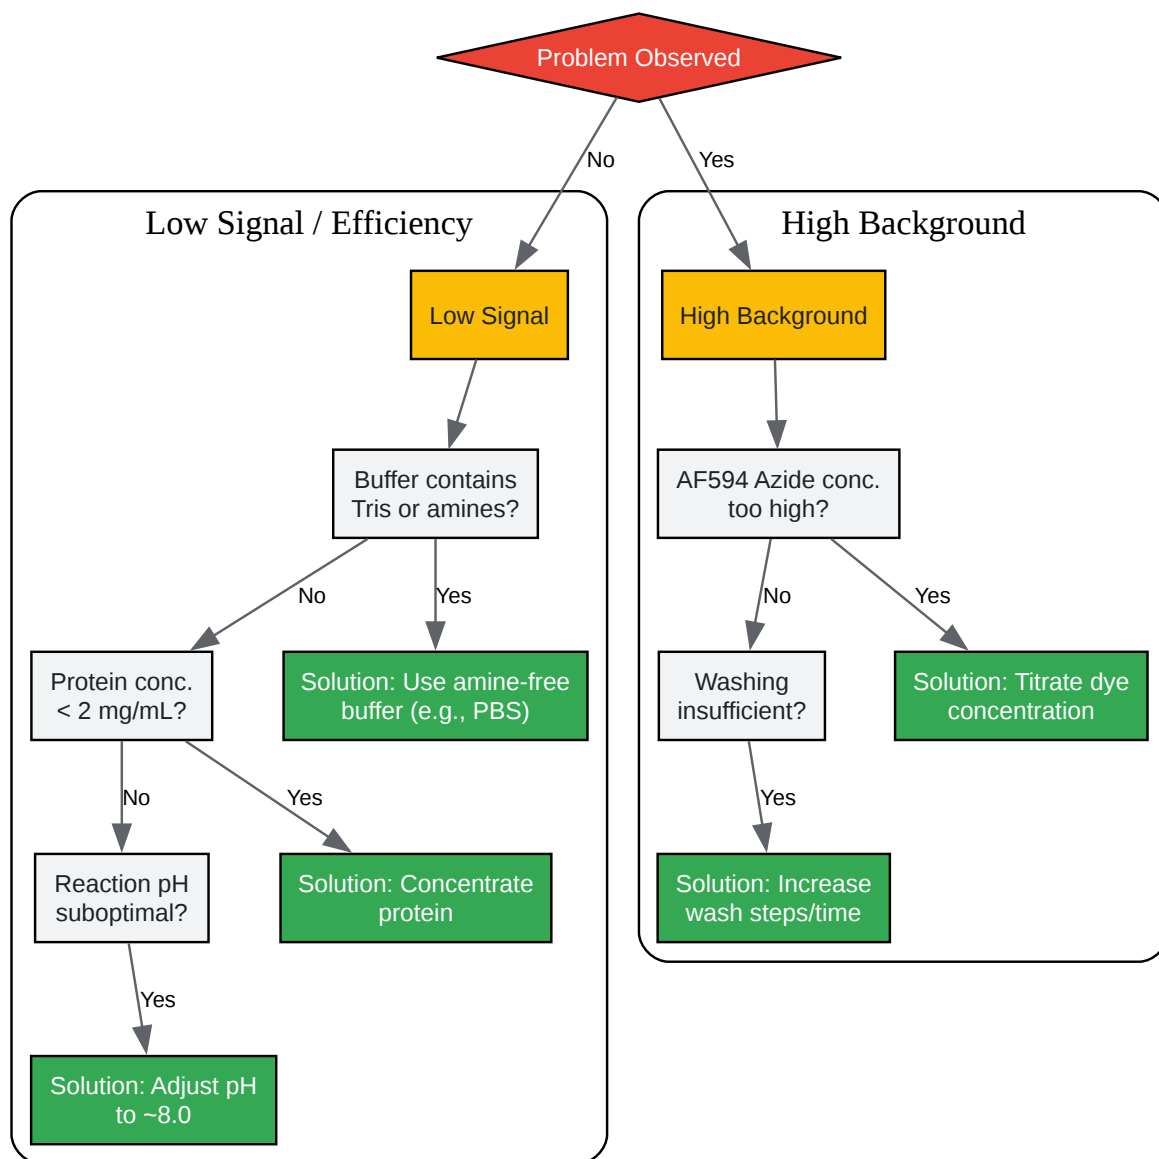 Problem Observed
No
Yes
Low Signal / Efficiency
High Background
Low Signal
High Background
Buffer contains
Tris or amines?
AF594 Azide conc.
too high?
No
Yes
No
Yes
Protein conc.
< 2 mg/mL?
Solution: Use amine-free
buffer (e.g., PBS)
Washing
insufficient?
Solution: Titrate dye
concentration
No
Yes
Yes
Reaction pH
suboptimal?
Solution: Concentrate
protein
Solution: Increase
wash steps/time
Yes
Solution: Adjust pH
to ~8.0